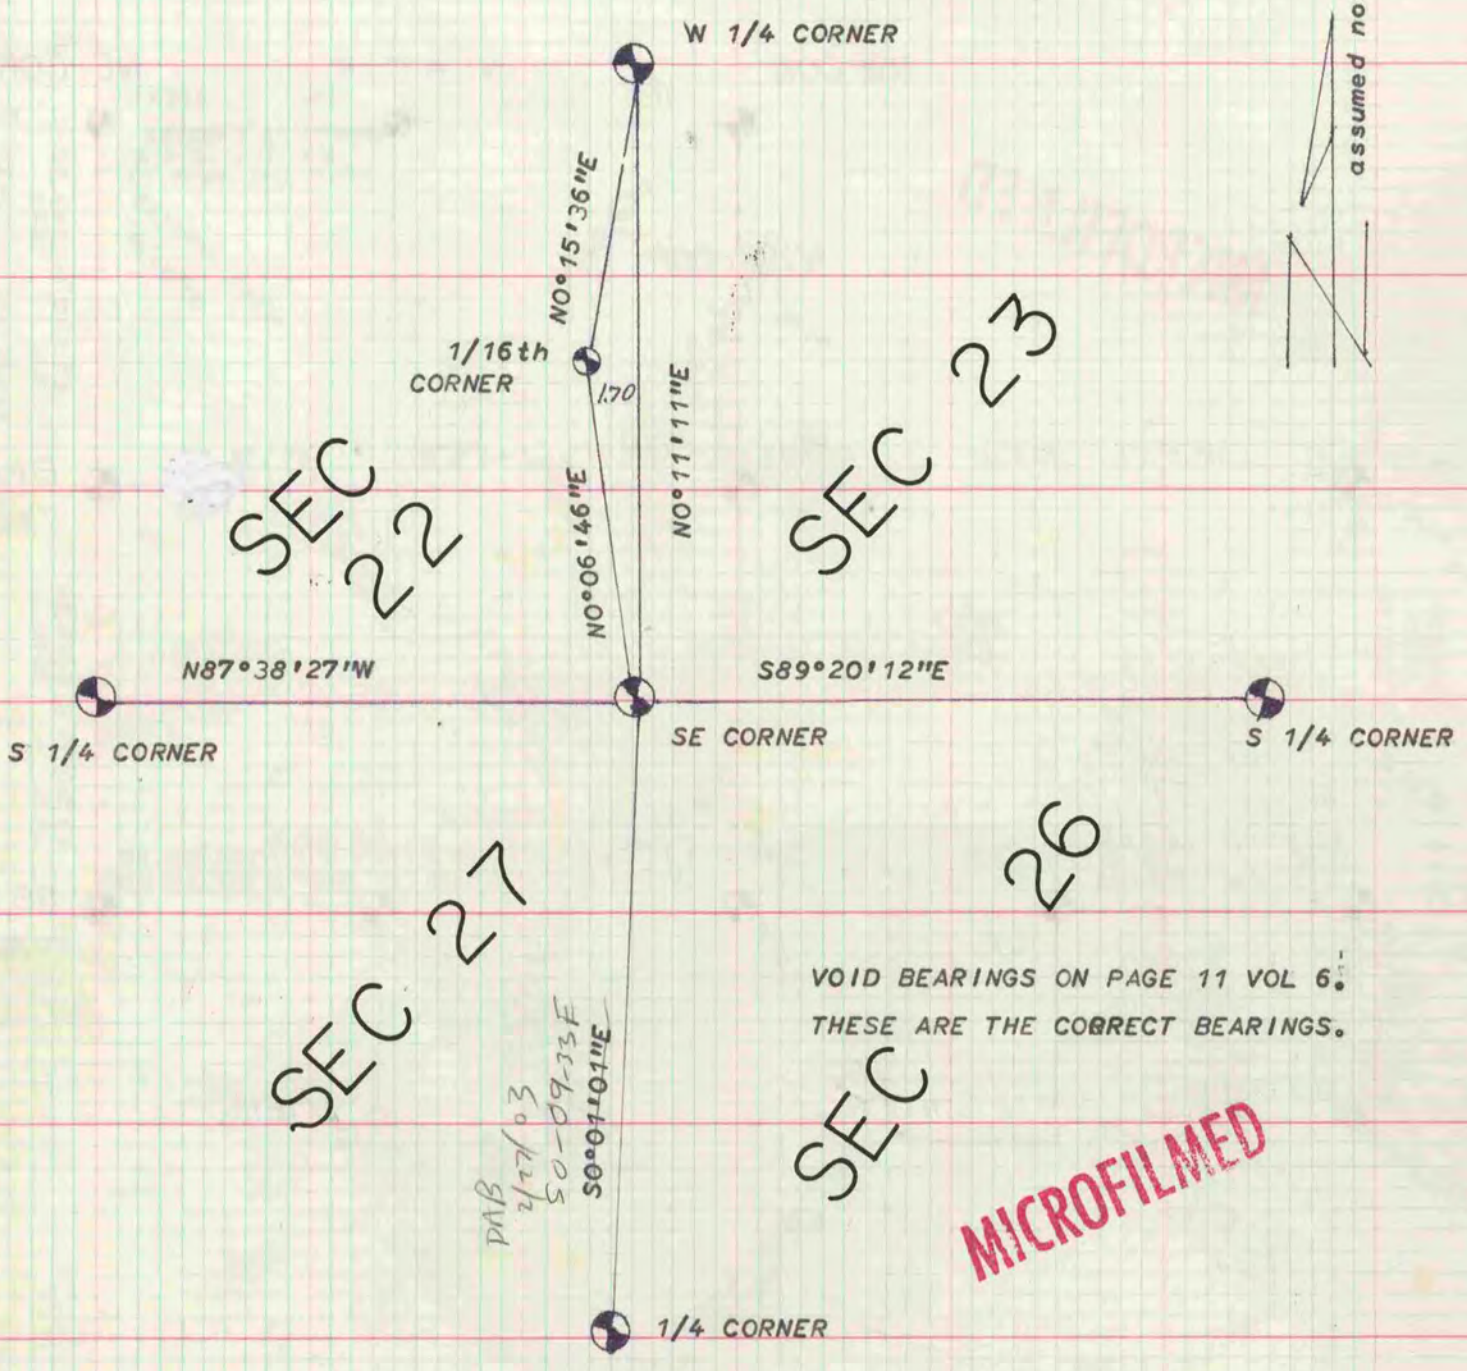 W 1/4 CORNER
assumed no
N
N0°15'36"E
1/16th
CORNER
1.70
N0°11'11"E
SEC 23
SEC
22
N0°06'46"E
N87°38'27'W
S89°20'12"E
S 1/4 CORNER
SE CORNER
S 1/4 CORNER
SEC 27
SEC 26
VOID BEARINGS ON PAGE 11 VOL 6.
THESE ARE THE CORRECT BEARINGS.
S0°01'01"E
S0-09-33E
2/27/03
DAB
MICROFILMED
1/4 CORNER